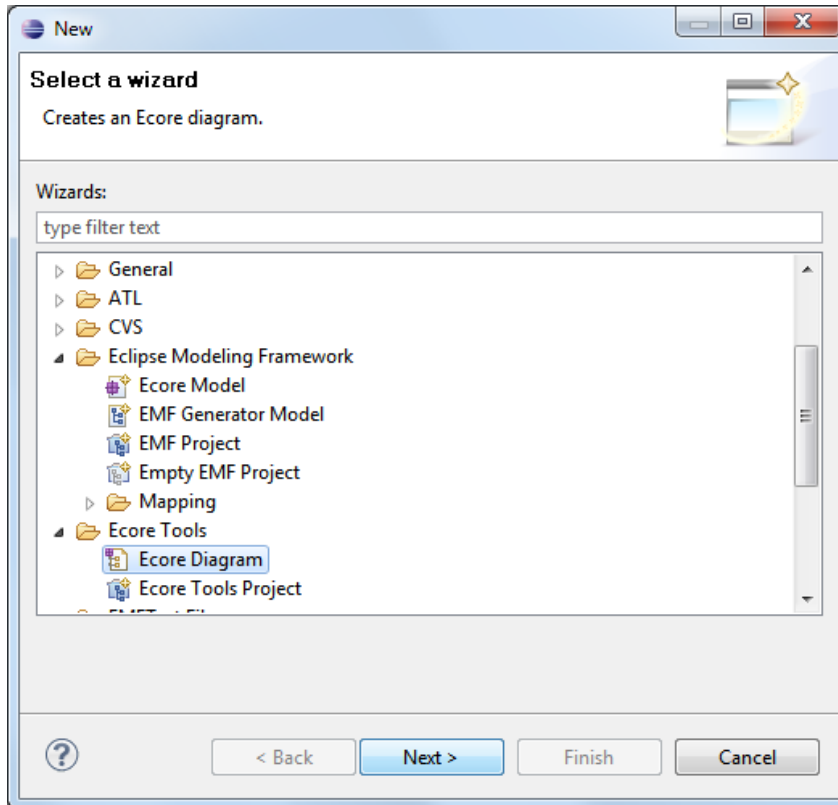 New
Select a wizard
Creates an Ecore diagram.
Wizards:
type filter text
General
ATL
CVS
Eclipse Modeling Framework
Ecore Model
EMF Generator Model
EMF Project
Empty EMF Project
Mapping
Ecore Tools
Ecore Diagram
Ecore Tools Project
? < Back Next > Finish Cancel